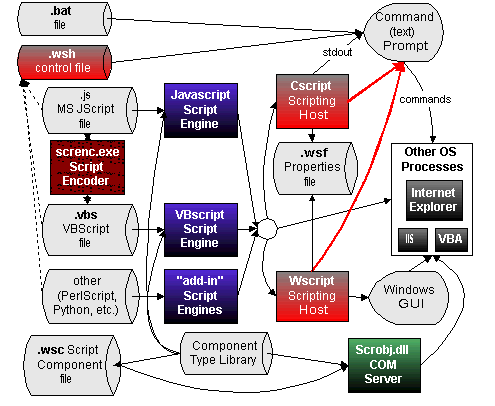 .bat
file
Command
(text)
Prompt
stdout
.wsh
control file
.js
MS JScript
file
Javascript
Script
Engine
Cscript
Scripting
Host
commands
screnc.exe
Script
Encoder
.wsf
Properties
file
Other OS
Processes
Internet
Explorer
IIS
VBA
.vbs
VBScript
file
VBscript
Script
Engine
other
(PerlScript,
Python, etc.)
"add-in"
Script
Engines
Wscript
Scripting
Host
Windows
GUI
.wsc Script
Component
file
Component
Type Library
Scrobj.dll
COM
Server